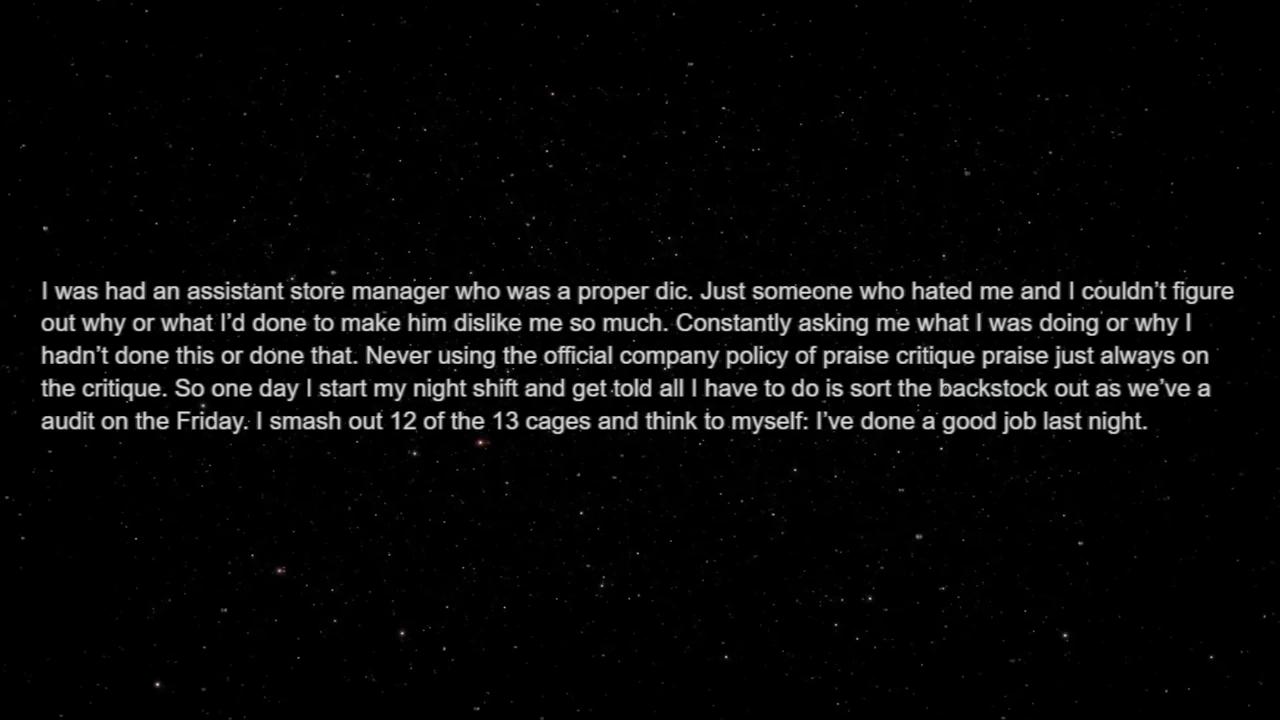 I was had an assistant store manager who was a proper dic. Just someone who hated me and I couldn’t figure
out why or what I’d done to make him dislike me so much. Constantly asking me what I was doing or why I
hadn’t done this or done that. Never using the official company policy of praise critique praise just always on
the critique. So one day I start my night shift and get told all I have to do is sort the backstock out as we’ve a
audit on the Friday. I smash out 12 of the 13 cages and think to myself: I’ve done a good job last night.